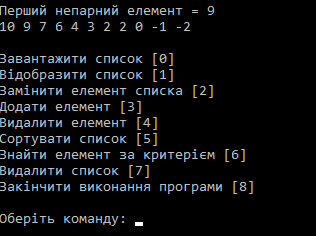 Перший непарний елемент = 9
10 9 7 6 4 3 2 2 0 -1 -2
Завантажити список [0]
Відобразити список [1]
Замінити елемент списка [2]
Додати елемент [3]
Видалити елемент [4]
Сортувати список [5]
Знайти елемент за критерієм [6]
Видалити список [7]
Закінчити виконання програми [8]
Оберіть команду: